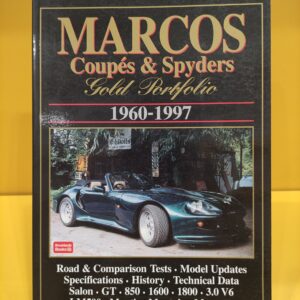 MARCOS
Coupés & Spyders
Gold Portfolio
1960-1997
Road & Comparison Tests · Model Updates
Specifications · History · Technical Data
Salon · GT · 850 · 1600 · 1800 · 3.0 V6